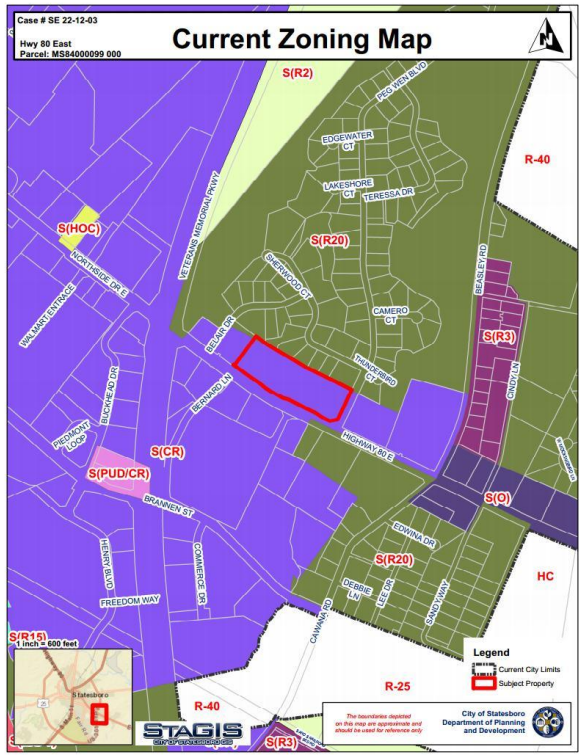 Case # SE 22-12-03
Hwy 80 East
Parcel: MS84000099 000
Current Zoning Map
N
S(R2)
PEG WEN BLVD
EDGEWATER
CT
R-40
LAKESHORE
CT
TERESSA DR
VETERANS MEMORIAL PKWY
S(HOC)
S(R20)
BEASLEY RD
NORTHSIDE DR E
SHERWOOD CT
WALMART ENTRACE
CAMERO
CT
BELAIR DR
S(R3)
THUNDERBIRD
CT
CINDY LN
BUCKHEAD DR
BERNARD LN
PIEDMONT
LOOP
S(CR)
HIGHWAY 80 E
S(PUD/CR)
BRANNEN ST
S(O)
EDWINA DR
S(R20)
HENRY BLVD
COMMERCE DR
DEBBIE
LN
LEE DR
SANDY WAY
HC
FREEDOM WAY
CAWANA RD
S(R15)
1 inch = 600 feet
Statesboro
Legend
Current City Limits
Subject Property
R-25
R-40
STAGIS
CITY OF STATESBORO GIS
S(R3)
The boundaries depicted
on this map are approximate and
should be used for reference only
City of Statesboro
Department of Planning
and Development